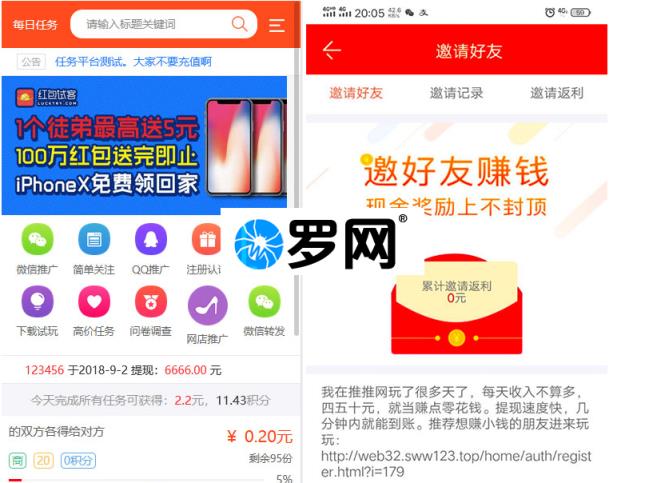 每日任务
请输入标题关键词
公告
任务平台测试。大家不要充值啊
红包试客
LUCKYTRY.COM
1个徒弟最高送5元
100万红包送完即止
iPhoneX免费领回家
微信推广
简单关注
QQ推广
注册认
下载试玩
高价任务
问卷调查
网店推广
微信转发
123456 于2018-9-2 提现: 6666.00 元
今天完成所有任务可获得: 2.2元, 11.43积分
的双方各得给对方
¥ 0.20元
商
20
0积分
剩余95份
5%
罗网®
20:05
42.6
KB/s
4G
50
邀请好友
邀请好友
邀请记录
邀请返利
邀好友赚钱
现金奖励上不封顶
累计邀请返利
0元
我在推推网玩了很多天了,每天收入不算多,
四五十元,就当赚点零花钱。提现速度快,几
分钟内就能到账。推荐想赚小钱的朋友进来玩
玩:
http://web32.sww123.top/home/auth/regist
er.html?i=179